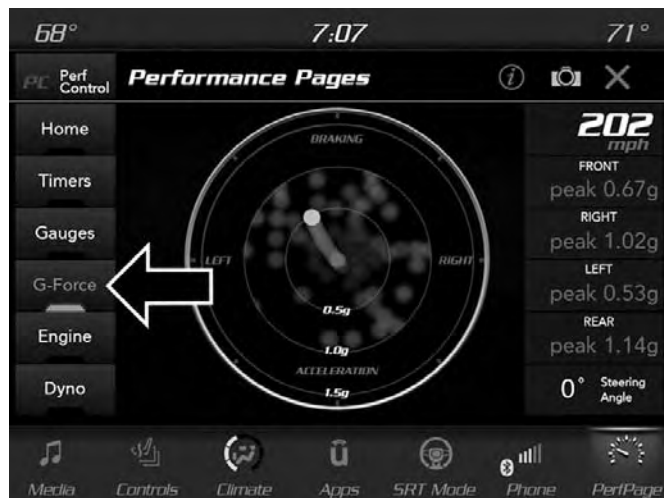 68°
7:07
71°
PC Perf Control
Performance Pages
i
Home
Timers
Gauges
G-Force
Engine
Dyno
BRAKING
LEFT
RIGHT
0.5g
1.0g
ACCELERATION
1.5g
202
mph
FRONT
peak 0.67g
RIGHT
peak 1.02g
LEFT
peak 0.53g
REAR
peak 1.14g
0° Steering Angle
Media
Controls
Climate
Apps
SRT Mode
Phone
PerfPage